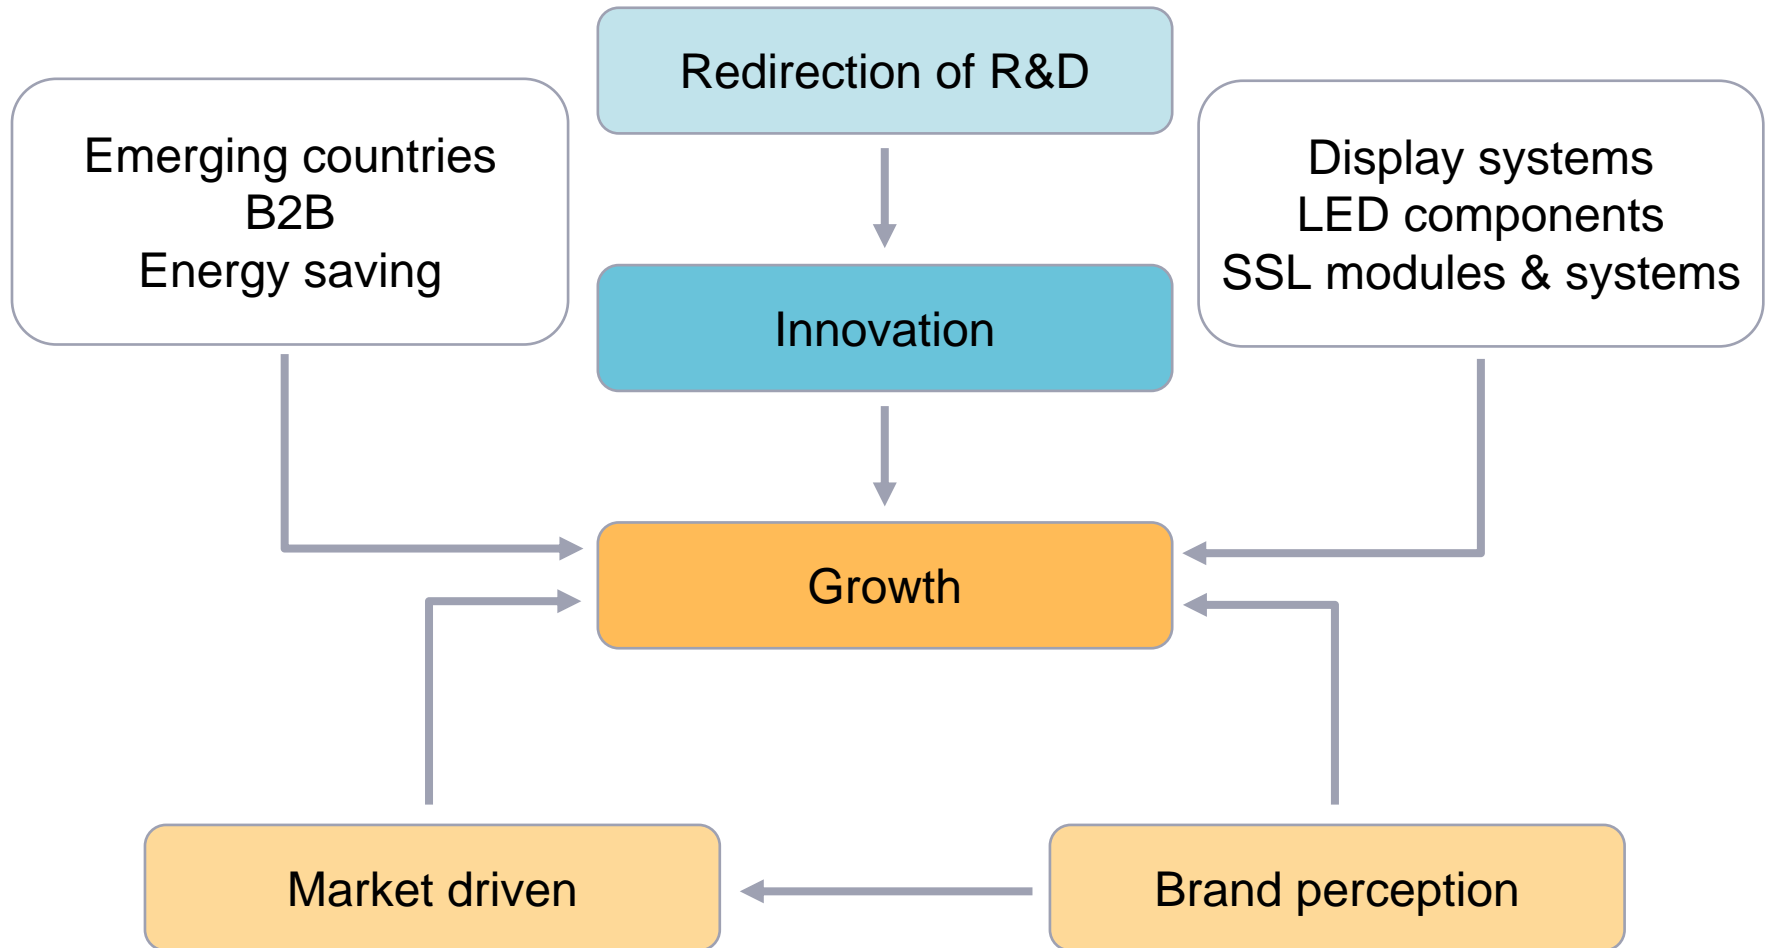 Redirection of R&D
Emerging countries
B2B
Energy saving
Display systems
LED components
SSL modules & systems
Innovation
Growth
Market driven
Brand perception